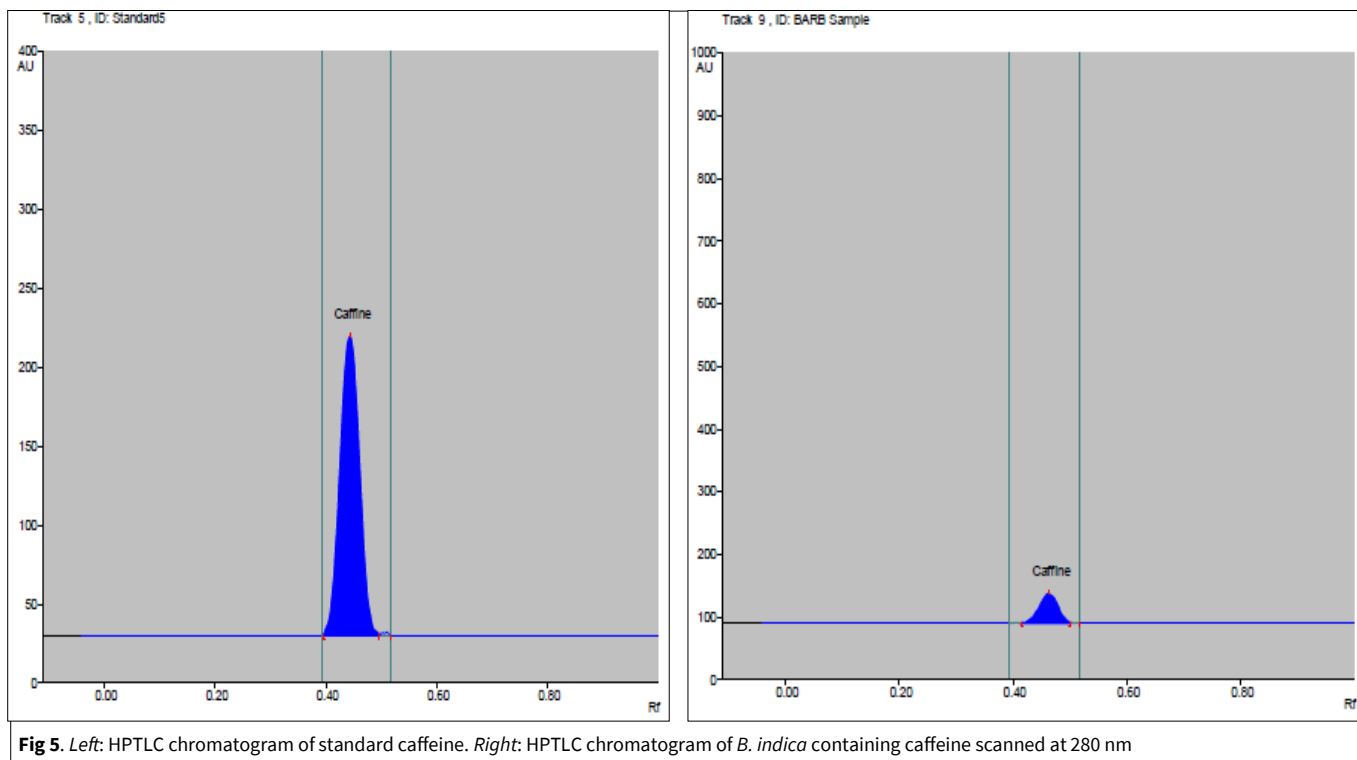 Track 5 , ID: Standard5
400
AU
350
300
250
200
150
100
50
0
Caffine
0.00 0.20 0.40 0.60 0.80
Rf
Track 9 , ID: BARB Sample
1000
AU
900
800
700
600
500
400
300
200
100
0
Caffine
0.00 0.20 0.40 0.60 0.80
Rf
Fig 5. Left: HPTLC chromatogram of standard caffeine. Right: HPTLC chromatogram of B. indica containing caffeine scanned at 280 nm